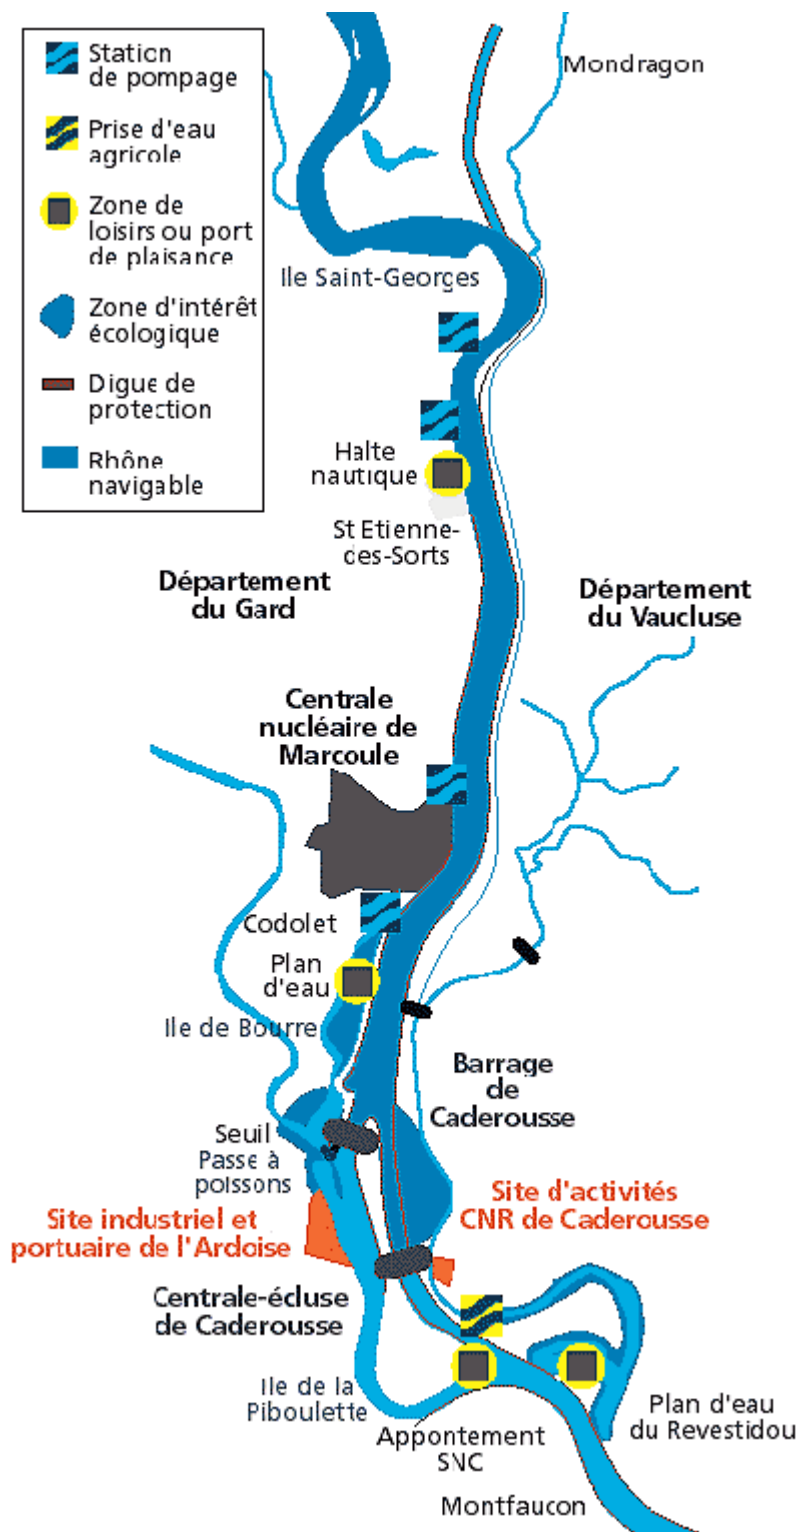 Station
de pompage
Prise d'eau
agricole
Zone de
loisirs ou port
de plaisance
Zone d'intérêt
écologique
Digue de
protection
Rhône
navigable
Mondragon
Ile Saint-Georges
Halte
nautique
St Etienne-
des-Sorts
Département
du Gard
Département
du Vaucluse
Centrale
nucléaire de
Marcoule
Codolet
Plan
d'eau
Ile de Bourre
Barrage
de
Caderousse
Seuil
Passe à
poissons
Site industriel et
portuaire de l'Ardoise
Site d'activités
CNR de Caderousse
Centrale-écluse
de Caderousse
Ile de la
Piboulette
Appontement
SNC
Plan d'eau
du Revestidou
Montfaucon